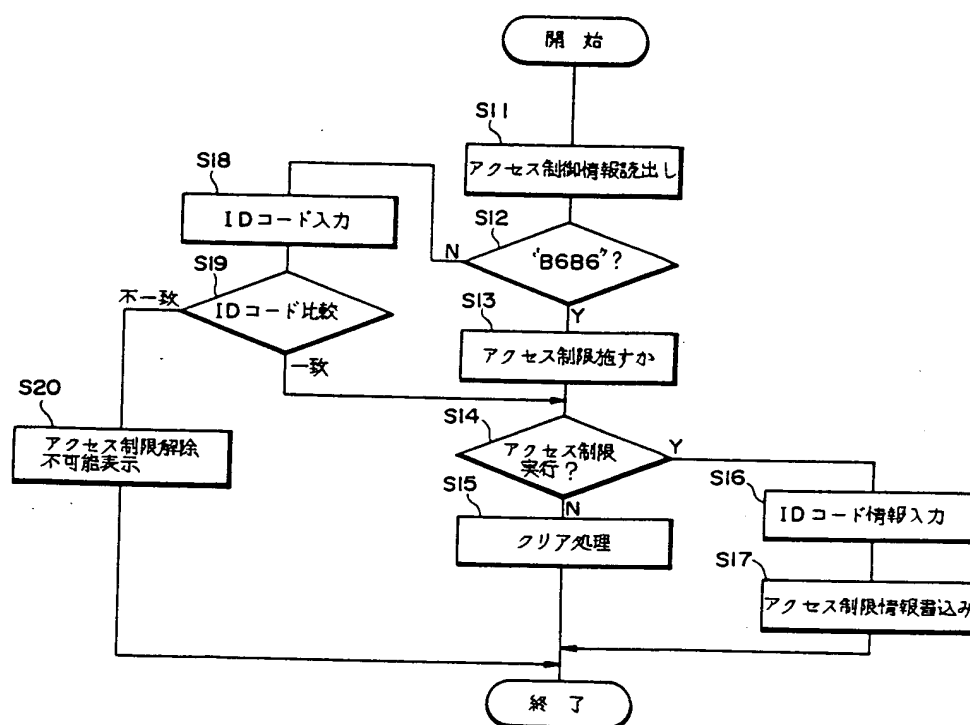 開始
S11
アクセス制御情報読出し
S18
IDコード入力
S12
"B6B6"?
N
Y
S19
不一致
IDコード比較
一致
S13
アクセス制限施すか
S20
アクセス制限解除
不可能表示
S14
アクセス制限
実行?
Y
N
S16
IDコード情報入力
S15
クリア処理
S17
アクセス制限情報書込み
終了